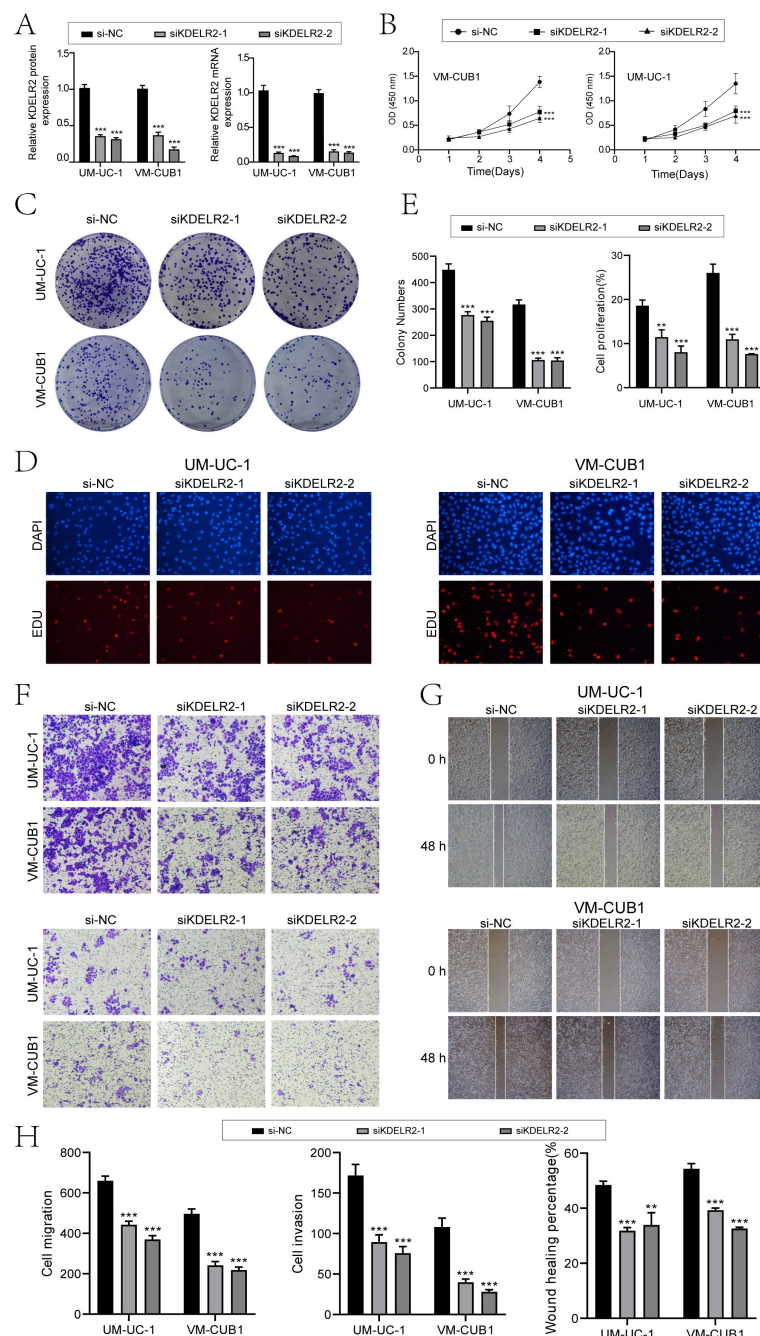 A
si-NC siKDELR2-1 siKDELR2-2
Relative KDELR2 protein
expression
1.5
1.0
0.5
0.0
*** *** *** ***
UM-UC-1 VM-CUB1
Relative KDELR2 mRNA
expression
1.5
1.0
0.5
0.0
*** *** *** ***
UM-UC-1 VM-CUB1
B
si-NC siKDELR2-1 siKDELR2-2
VM-CUB1
OD (450 nm)
2.0
1.5
1.0
0.5
0.0
***
***
0 1 2 3 4 5
Time(Days)
UM-UC-1
OD (450 nm)
2.0
1.5
1.0
0.5
0.0
***
***
0 1 2 3 4
Time(Days)
C
si-NC siKDELR2-1 siKDELR2-2
UM-UC-1
VM-CUB1
E
si-NC siKDELR2-1 siKDELR2-2
Colony Numbers
500
400
300
200
100
0
*** *** *** ***
UM-UC-1 VM-CUB1
Cell proliferation(%)
30
20
10
0
** *** *** ***
UM-UC-1 VM-CUB1
D
UM-UC-1
si-NC siKDELR2-1 siKDELR2-2
DAPI
EDU
VM-CUB1
si-NC siKDELR2-1 siKDELR2-2
DAPI
EDU
F
si-NC siKDELR2-1 siKDELR2-2
UM-UC-1
VM-CUB1
si-NC siKDELR2-1 siKDELR2-2
UM-UC-1
VM-CUB1
G
UM-UC-1
si-NC siKDELR2-1 siKDELR2-2
0 h
48 h
VM-CUB1
si-NC siKDELR2-1 siKDELR2-2
0 h
48 h
H
si-NC siKDELR2-1 siKDELR2-2
Cell migration
800
600
400
200
0
*** *** *** ***
UM-UC-1 VM-CUB1
Cell invasion
200
150
100
50
0
*** *** *** ***
UM-UC-1 VM-CUB1
Wound healing percentage(%
60
40
20
0
*** ** *** ***
UM-UC-1 VM-CUB1